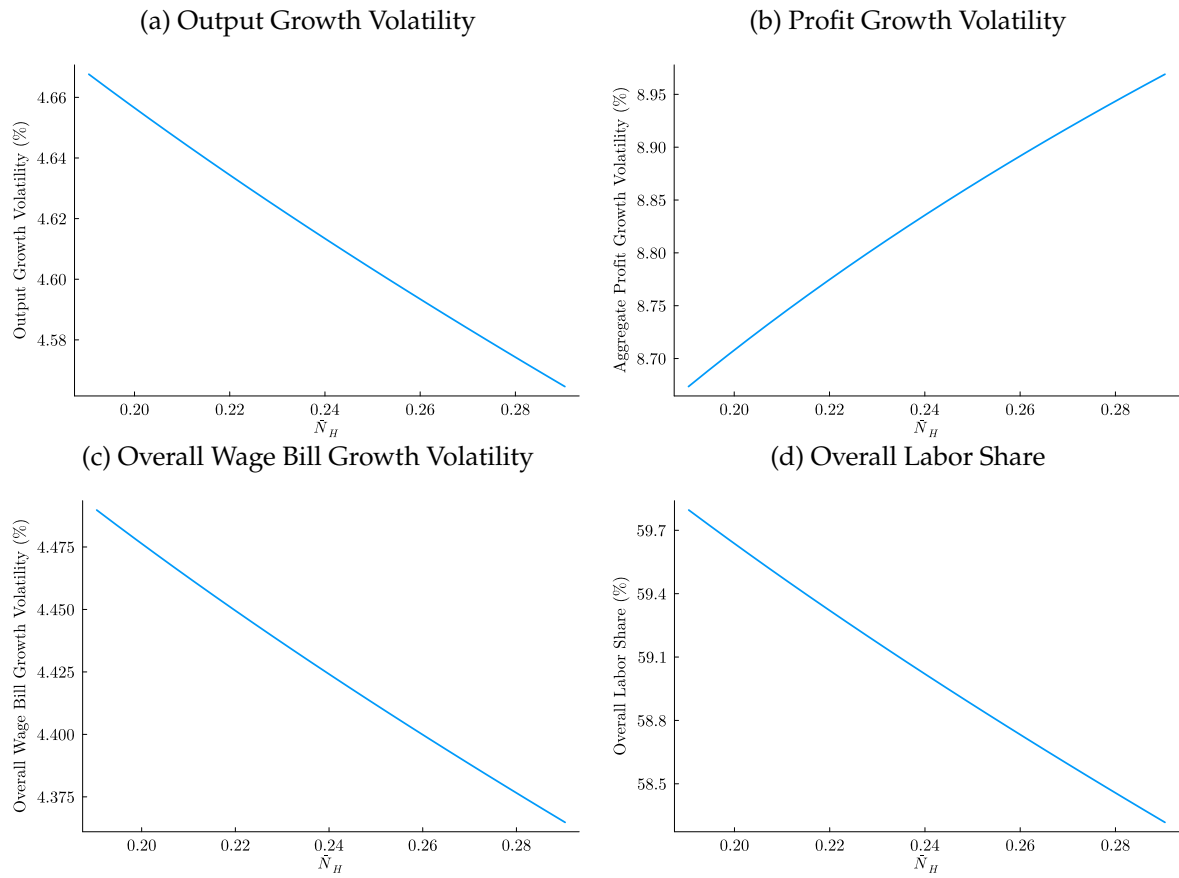 (a) Output Growth Volatility
(b) Profit Growth Volatility
Output Growth Volatility (%)
4.66
4.64
4.62
4.60
4.58
0.20 0.22 0.24 0.26 0.28
N̄_H
Aggregate Profit Growth Volatility (%)
8.95
8.90
8.85
8.80
8.75
8.70
0.20 0.22 0.24 0.26 0.28
N̄_H
(c) Overall Wage Bill Growth Volatility
(d) Overall Labor Share
Overall Wage Bill Growth Volatility (%)
4.475
4.450
4.425
4.400
4.375
0.20 0.22 0.24 0.26 0.28
N̄_H
Overall Labor Share (%)
59.7
59.4
59.1
58.8
58.5
0.20 0.22 0.24 0.26 0.28
N̄_H